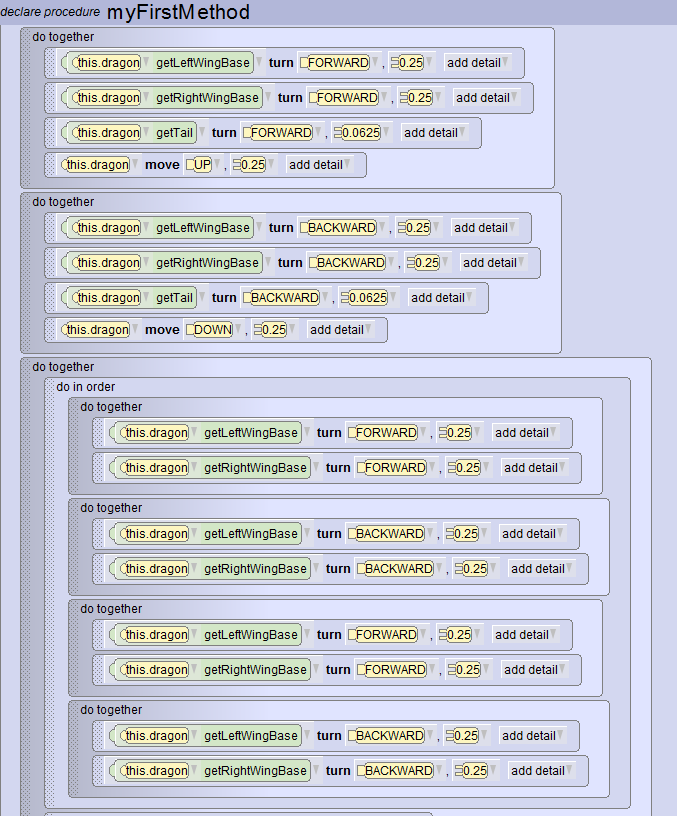 declare procedure myFirstMethod
do together
this.dragon getLeftWingBase turn FORWARD , 0.25 add detail
this.dragon getRightWingBase turn FORWARD , 0.25 add detail
this.dragon getTail turn FORWARD , 0.0625 add detail
this.dragon move UP , 0.25 add detail
do together
this.dragon getLeftWingBase turn BACKWARD , 0.25 add detail
this.dragon getRightWingBase turn BACKWARD , 0.25 add detail
this.dragon getTail turn BACKWARD , 0.0625 add detail
this.dragon move DOWN , 0.25 add detail
do together
do in order
do together
this.dragon getLeftWingBase turn FORWARD , 0.25 add detail
this.dragon getRightWingBase turn FORWARD , 0.25 add detail
do together
this.dragon getLeftWingBase turn BACKWARD , 0.25 add detail
this.dragon getRightWingBase turn BACKWARD , 0.25 add detail
do together
this.dragon getLeftWingBase turn FORWARD , 0.25 add detail
this.dragon getRightWingBase turn FORWARD , 0.25 add detail
do together
this.dragon getLeftWingBase turn BACKWARD , 0.25 add detail
this.dragon getRightWingBase turn BACKWARD , 0.25 add detail